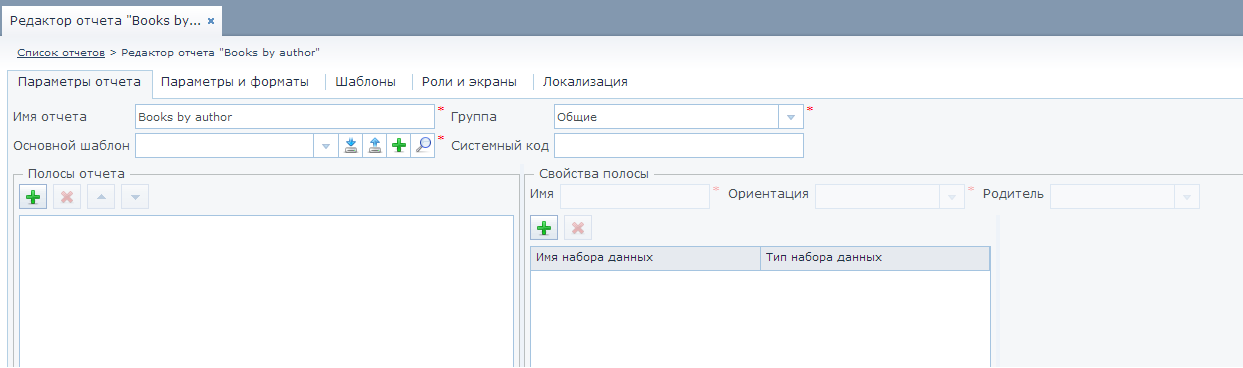 Редактор отчета "Books by...
Список отчетов > Редактор отчета "Books by author"
Параметры отчета Параметры и форматы Шаблоны Роли и экраны Локализация
Имя отчета Books by author * Группа Общие *
Основной шаблон * Системный код
Полосы отчета Свойства полосы
Имя * Ориентация * Родитель
Имя набора данных Тип набора данных